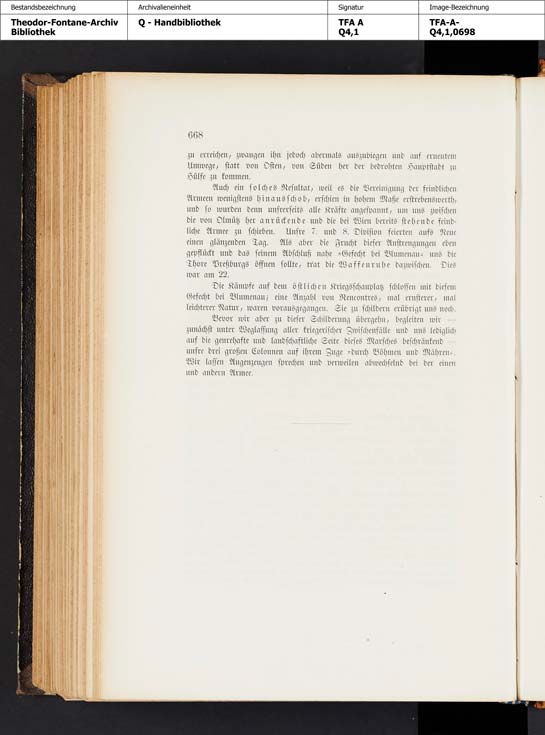 Bestandsbezeichnung
Archivalieneinheit
Signatur
Image-Bezeichnung
Theodor-Fontane-Archiv
Bibliothek
Q - Handbibliothek
TFA A
Q4,1
TFA-A-
Q4,1,0698
668
zu erreichen, zwangen ihn jedoch abermals auszubiegen und auf erneutem
Umwege, statt von Osten, von Süden her der bedrohten Hauptstadt zu
Hülfe zu kommen.
Auch ein solches Resultat, weil es die Vereinigung der feindlichen
Armeen wenigstens hinausschob, erschien in hohem Maße erstrebenswerth,
und so wurden denn unsrerseits alle Kräfte angespannt, um uns zwischen
die von Olmütz her anrückende und die bei Wien bereits stehende feind-
liche Armee zu schieben. Unsre 7. und 8. Division feierten aufs Neue
einen glänzenden Tag. Als aber die Frucht dieser Anstrengungen eben
gepflückt und das seinem Abschluß nahe »Gefecht bei Blumenau« uns die
Thore Preßburgs öffnen sollte, trat die Waffenruhe dazwischen. Dies
war am 22.
Die Kämpfe auf dem östlichen Kriegsschauplatz schlossen mit diesem
Gefecht bei Blumenau; eine Anzahl von Rencontres, mal ernsterer, mal
leichterer Natur, waren vorausgegangen. Sie zu schildern erübrigt uns noch.
Bevor wir aber zu dieser Schilderung übergehn, begleiten wir —
zunächst unter Weglassung aller kriegerischer Zwischenfälle und uns lediglich
auf die genrehafte und landschaftliche Seite dieses Marsches beschränkend —
unsre drei großen Colonnen auf ihrem Zuge »durch Böhmen und Mähren«.
Wir lassen Augenzeugen sprechen und verweilen abwechselnd bei der einen
und andern Armee.